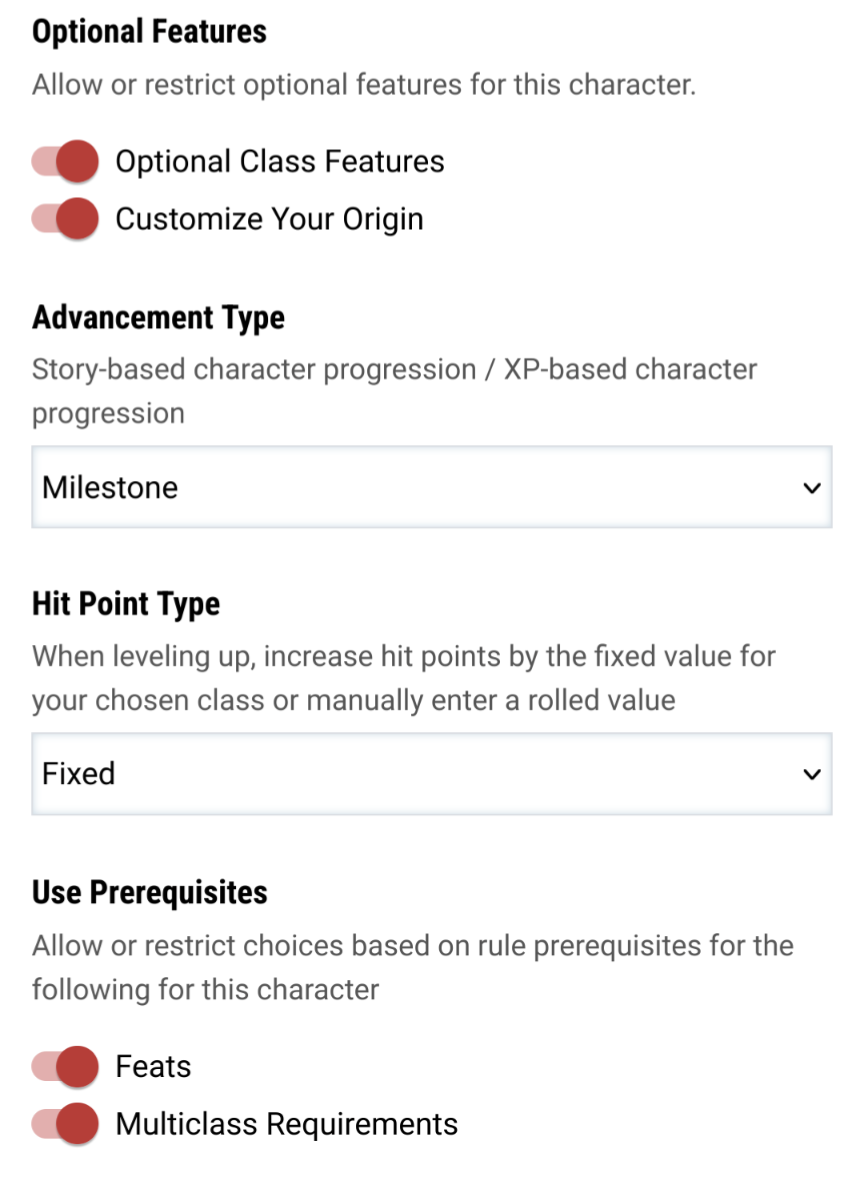 Optional Features
Allow or restrict optional features for this character.
Optional Class Features
Customize Your Origin
Advancement Type
Story-based character progression / XP-based character
progression
Milestone
Hit Point Type
When leveling up, increase hit points by the fixed value for
your chosen class or manually enter a rolled value
Fixed
Use Prerequisites
Allow or restrict choices based on rule prerequisites for the
following for this character
Feats
Multiclass Requirements